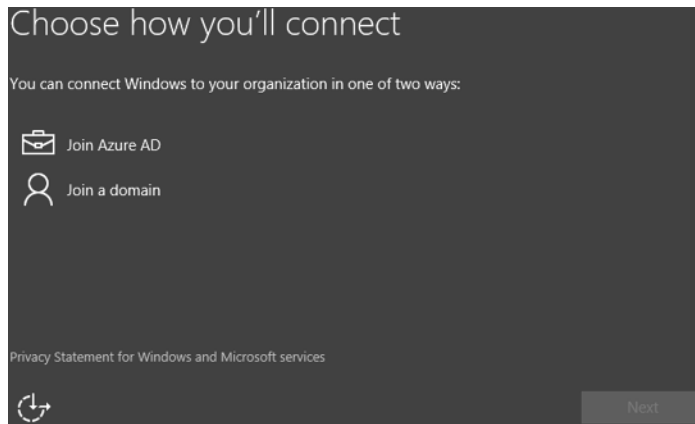 Choose how you'll connect
You can connect Windows to your organization in one of two ways:
Join Azure AD
Join a domain
Privacy Statement for Windows and Microsoft services
Next